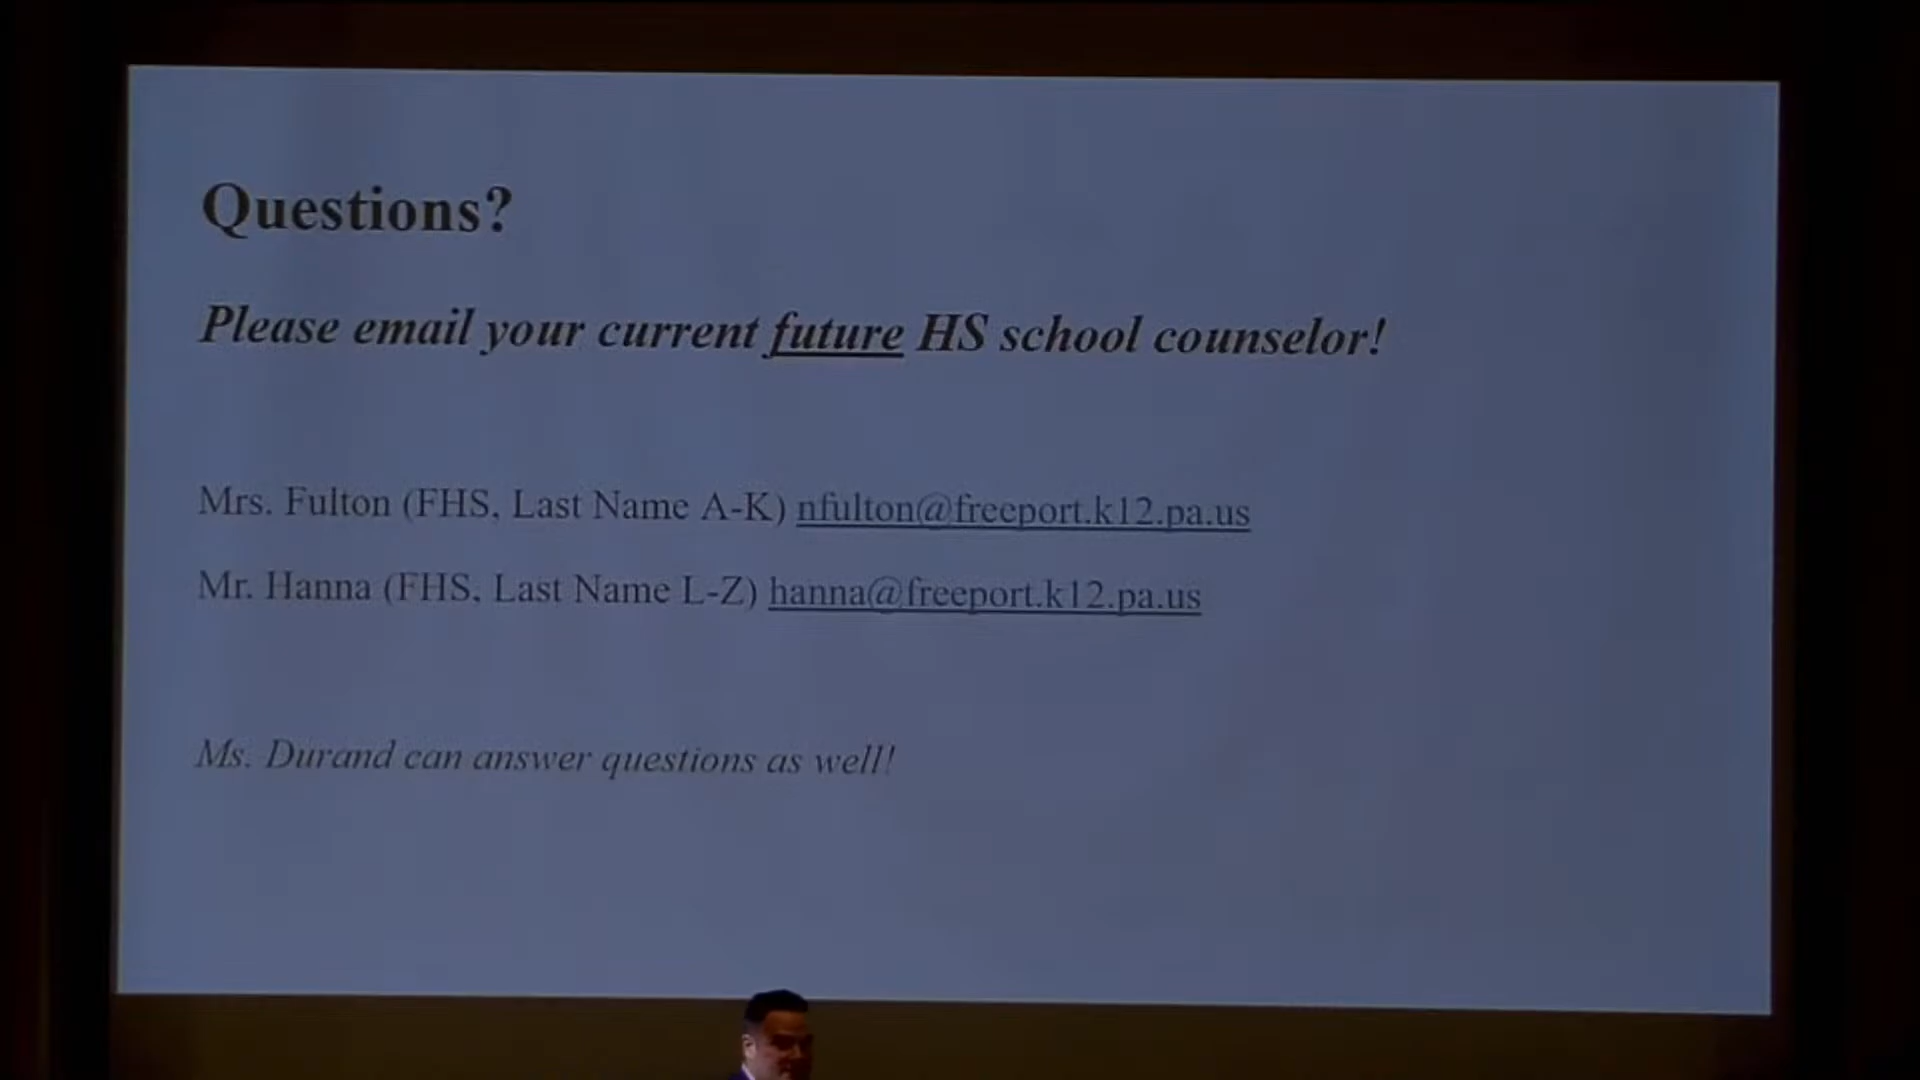 Questions?
Please email your current future HS school counselor!
Mrs. Fulton (FHS, Last Name A-K) nfulton@freeport.k12.pa.us
Mr. Hanna (FHS, Last Name L-Z) hanna@freeport.k12.pa.us
Ms. Durand can answer questions as well!